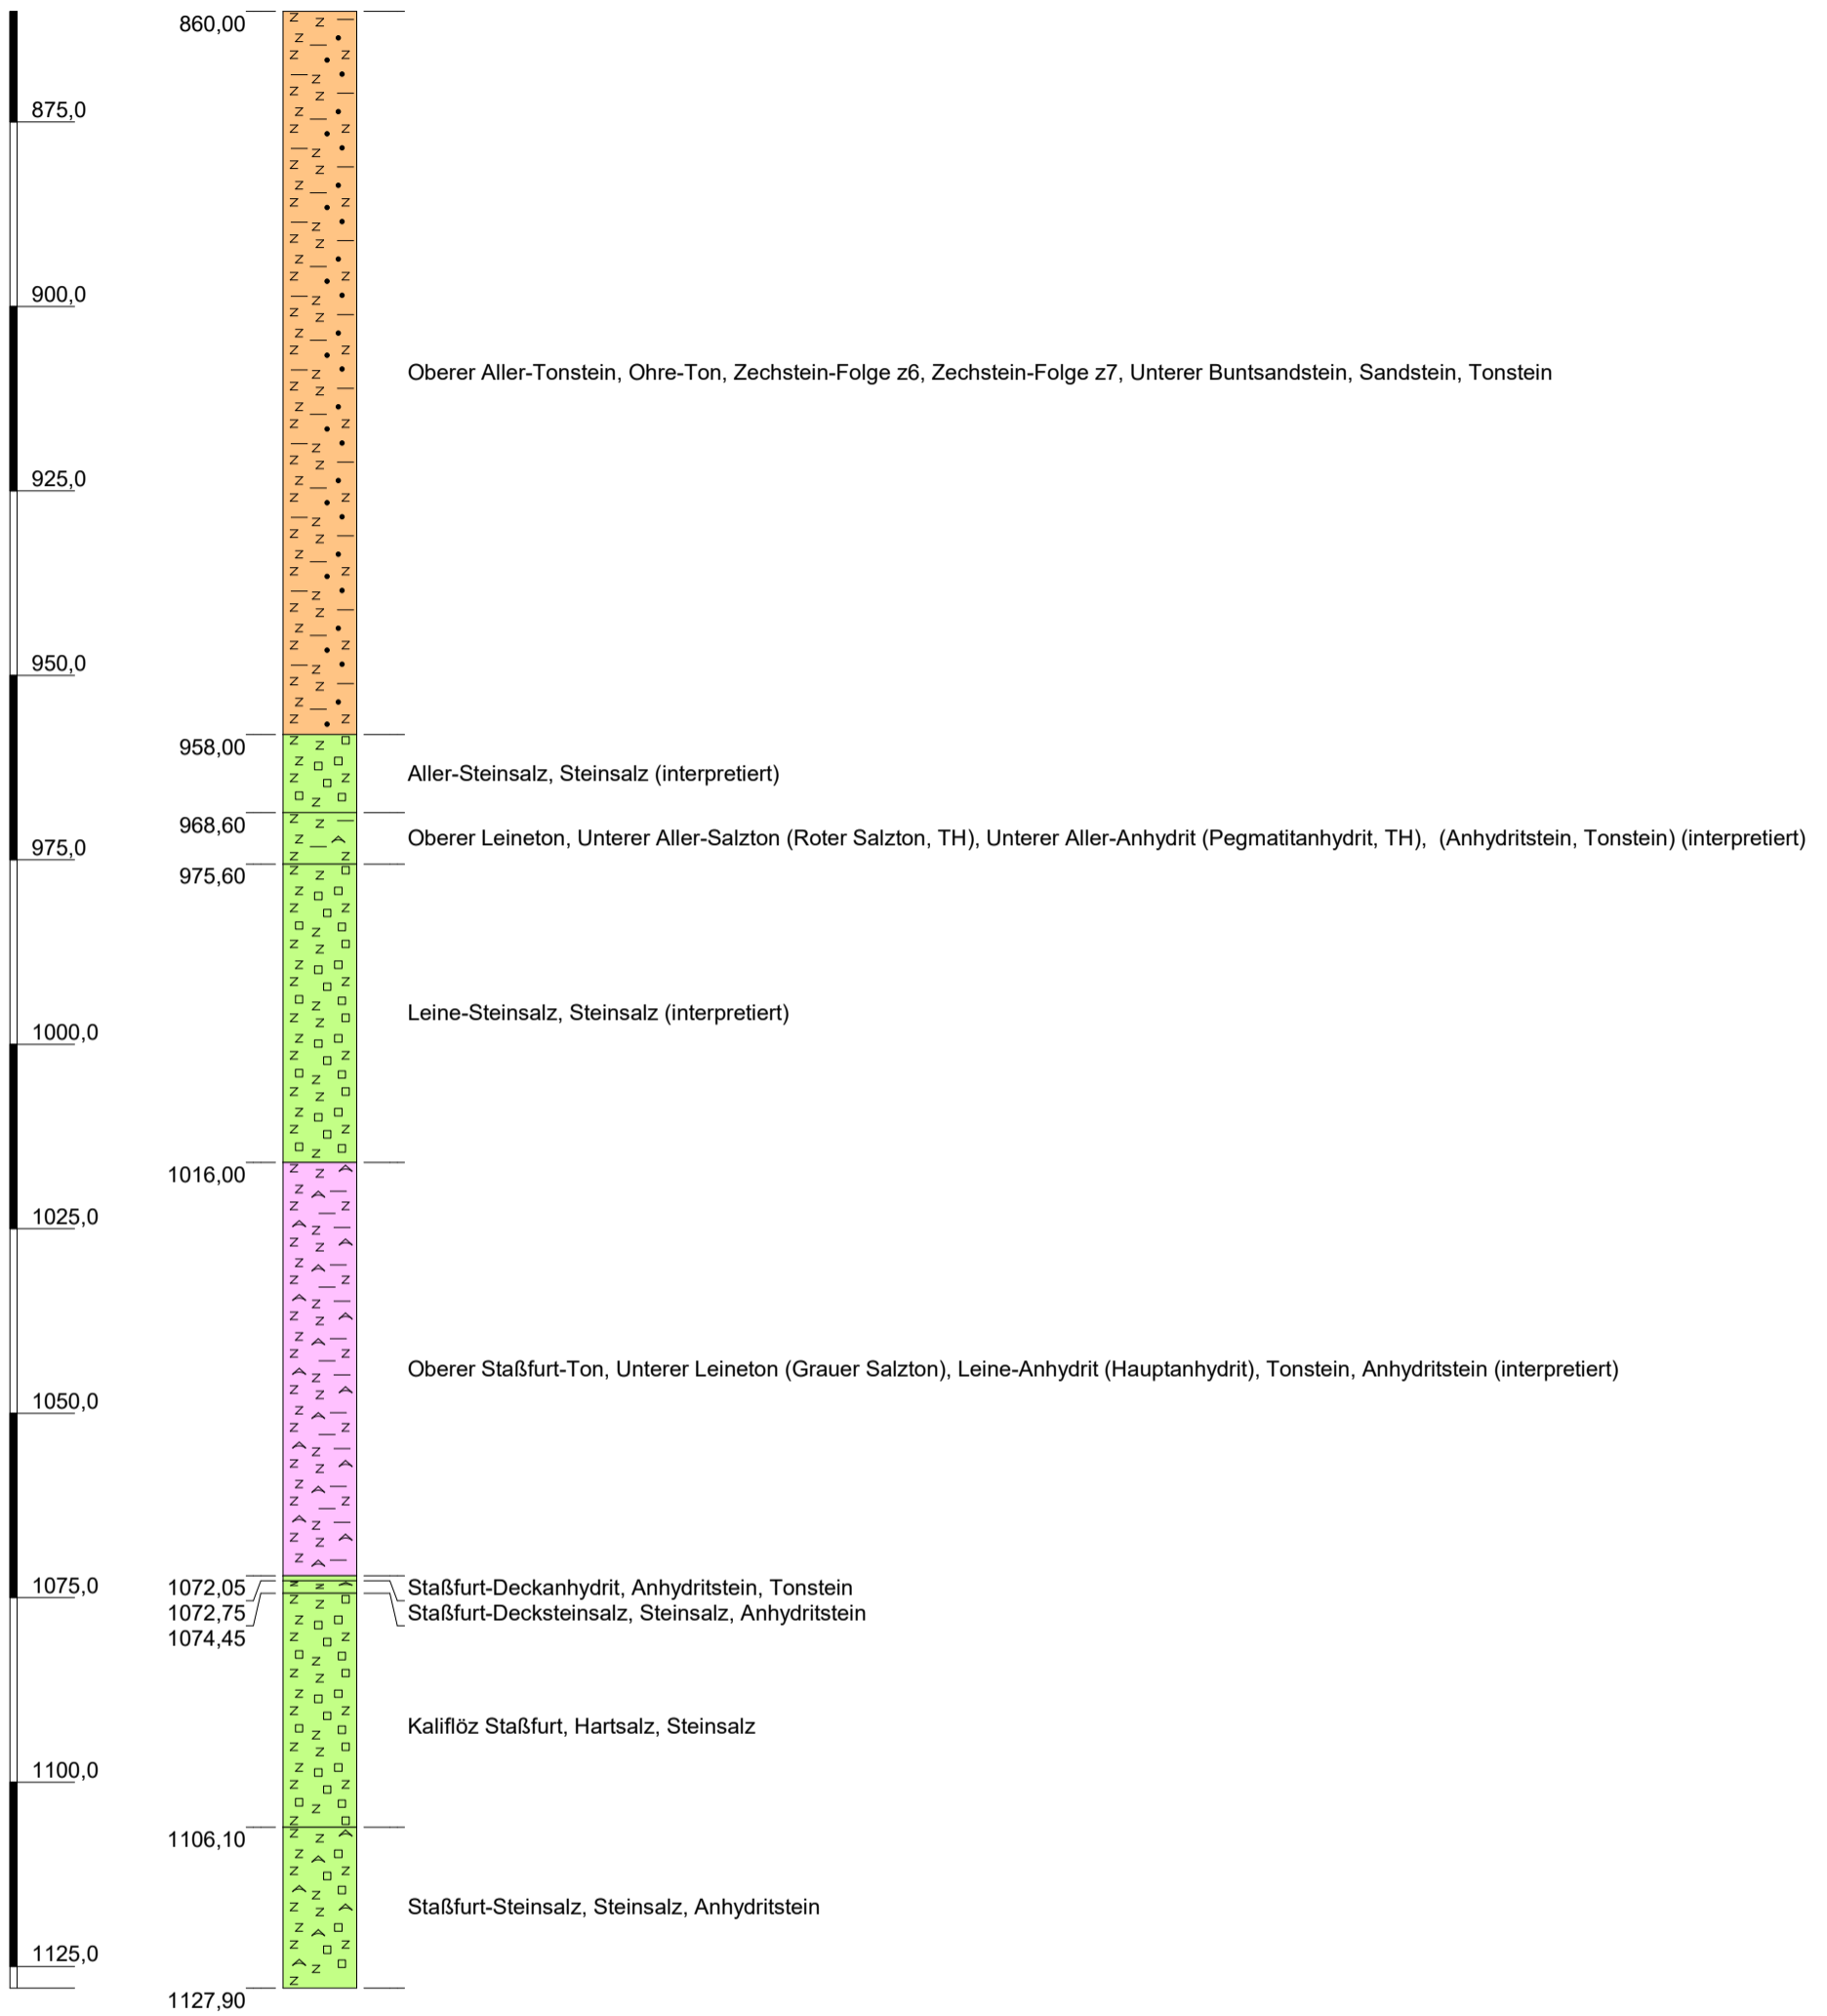 860,00
875,0
900,0
Oberer Aller-Tonstein, Ohre-Ton, Zechstein-Folge z6, Zechstein-Folge z7, Unterer Buntsandstein, Sandstein, Tonstein
925,0
950,0
958,00
Aller-Steinsalz, Steinsalz (interpretiert)
968,60
Oberer Leineton, Unterer Aller-Salzton (Roter Salzton, TH), Unterer Aller-Anhydrit (Pegmatitanhydrit, TH),  (Anhydritstein, Tonstein) (interpretiert)
975,0
975,60
Leine-Steinsalz, Steinsalz (interpretiert)
1000,0
1016,00
1025,0
Oberer Staßfurt-Ton, Unterer Leineton (Grauer Salzton), Leine-Anhydrit (Hauptanhydrit), Tonstein, Anhydritstein (interpretiert)
1050,0
1075,0
1072,05
Staßfurt-Deckanhydrit, Anhydritstein, Tonstein
1072,75
Staßfurt-Decksteinsalz, Steinsalz, Anhydritstein
1074,45
Kaliflöz Staßfurt, Hartsalz, Steinsalz
1100,0
1106,10
Staßfurt-Steinsalz, Steinsalz, Anhydritstein
1125,0
1127,90